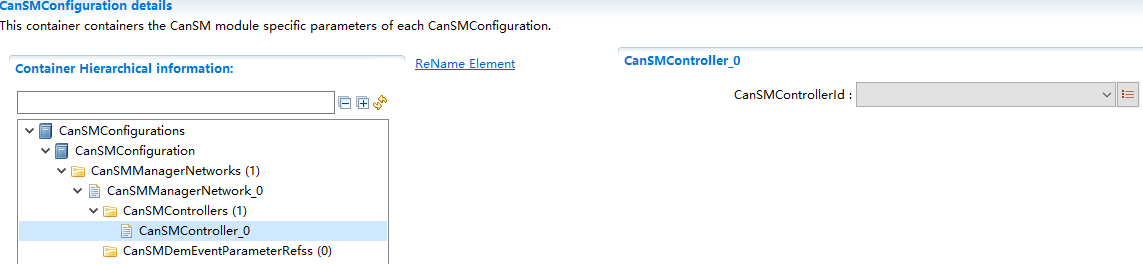 CanSMConfiguration details
This container containers the CanSM module specific parameters of each CanSMConfiguration.
Container Hierarchical information:
ReName Element
CanSMConfigurations
CanSMConfiguration
CanSMManagerNetworks (1)
CanSMManagerNetwork_0
CanSMControllers (1)
CanSMController_0
CanSMDemEventParameterRefss (0)
CanSMController_0
CanSMControllerId :